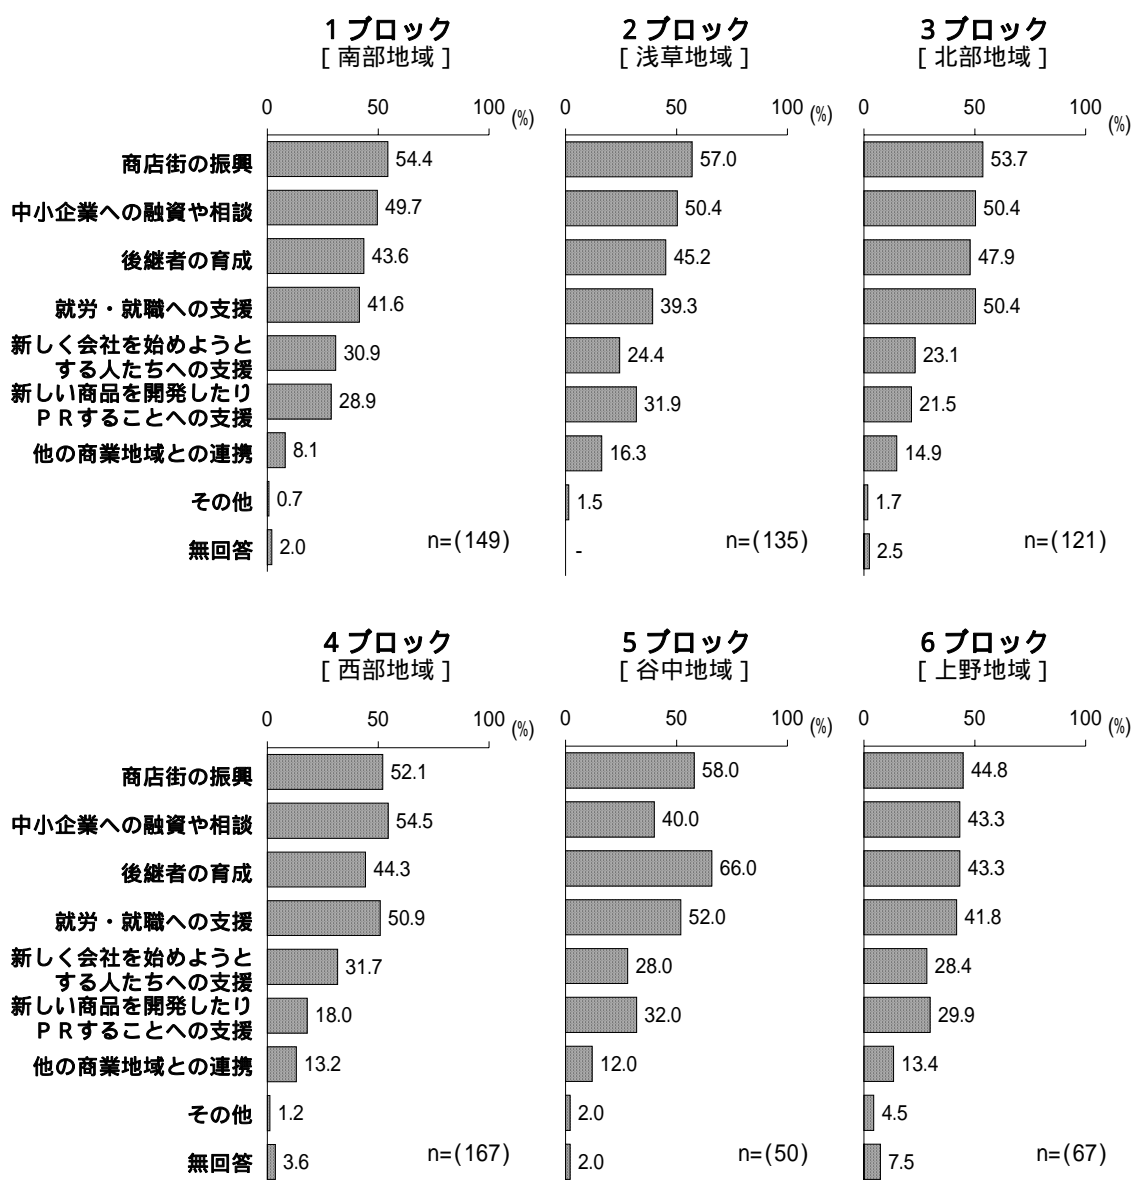 1 ブロック 2 ブロック 3 ブロック
[ 南部地域 ] [ 浅草地域 ] [ 北部地域 ]
0 50 100 (%) 0 50 100 (%) 0 50 100 (%)
商店街の振興 54.4 57.0 53.7
中小企業への融資や相談 49.7 50.4 50.4
後継者の育成 43.6 45.2 47.9
就労・就職への支援 41.6 39.3 50.4
新しく会社を始めようと
する人たちへの支援 30.9 24.4 23.1
新しい商品を開発したり
ＰＲすることへの支援 28.9 31.9 21.5
他の商業地域との連携 8.1 16.3 14.9
その他 0.7 1.5 1.7
無回答 2.0 n=(149) - n=(135) 2.5 n=(121)
4 ブロック 5 ブロック 6 ブロック
[ 西部地域 ] [ 谷中地域 ] [ 上野地域 ]
0 50 100 (%) 0 50 100 (%) 0 50 100 (%)
商店街の振興 52.1 58.0 44.8
中小企業への融資や相談 54.5 40.0 43.3
後継者の育成 44.3 66.0 43.3
就労・就職への支援 50.9 52.0 41.8
新しく会社を始めようと
する人たちへの支援 31.7 28.0 28.4
新しい商品を開発したり
ＰＲすることへの支援 18.0 32.0 29.9
他の商業地域との連携 13.2 12.0 13.4
その他 1.2 2.0 4.5
無回答 3.6 n=(167) 2.0 n=(50) 7.5 n=(67)